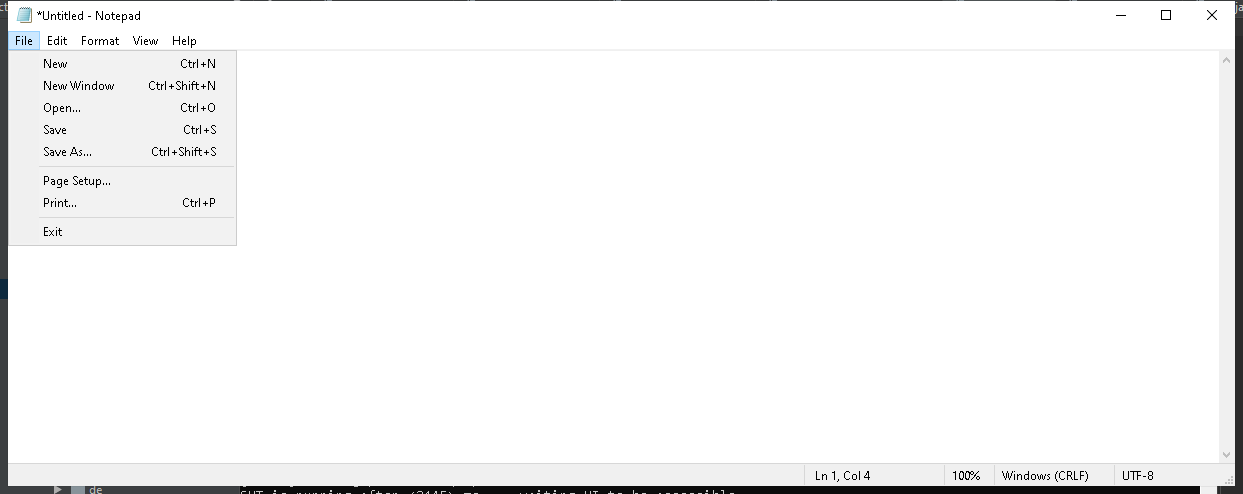 *Untitled - Notepad
File Edit Format View Help
New Ctrl+N
New Window Ctrl+Shift+N
Open... Ctrl+O
Save Ctrl+S
Save As... Ctrl+Shift+S
Page Setup... 
Print... Ctrl+P
Exit
Ln 1, Col 4 100% Windows (CRLF) UTF-8
de